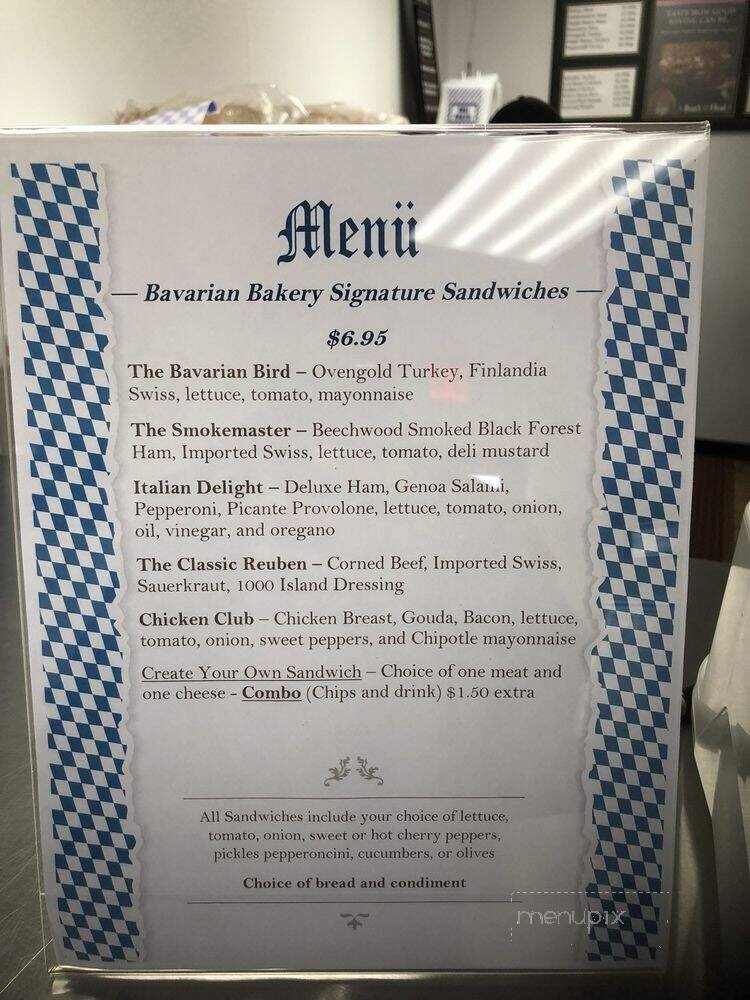 TASTE HOW GOOD
LIVING CAN BE.
Menü
— Bavarian Bakery Signature Sandwiches —
$6.95
The Bavarian Bird – Ovengold Turkey, Finlandia
Swiss, lettuce, tomato, mayonnaise
The Smokemaster – Beechwood Smoked Black Forest
Ham, Imported Swiss, lettuce, tomato, deli mustard
Italian Delight – Deluxe Ham, Genoa Salami,
Pepperoni, Picante Provolone, lettuce, tomato, onion,
oil, vinegar, and oregano
The Classic Reuben – Corned Beef, Imported Swiss,
Sauerkraut, 1000 Island Dressing
Chicken Club – Chicken Breast, Gouda, Bacon, lettuce,
tomato, onion, sweet peppers, and Chipotle mayonnaise
Create Your Own Sandwich – Choice of one meat and
one cheese - Combo (Chips and drink) $1.50 extra
All Sandwiches include your choice of lettuce,
tomato, onion, sweet or hot cherry peppers,
pickles pepperoncini, cucumbers, or olives
Choice of bread and condiment
menupix